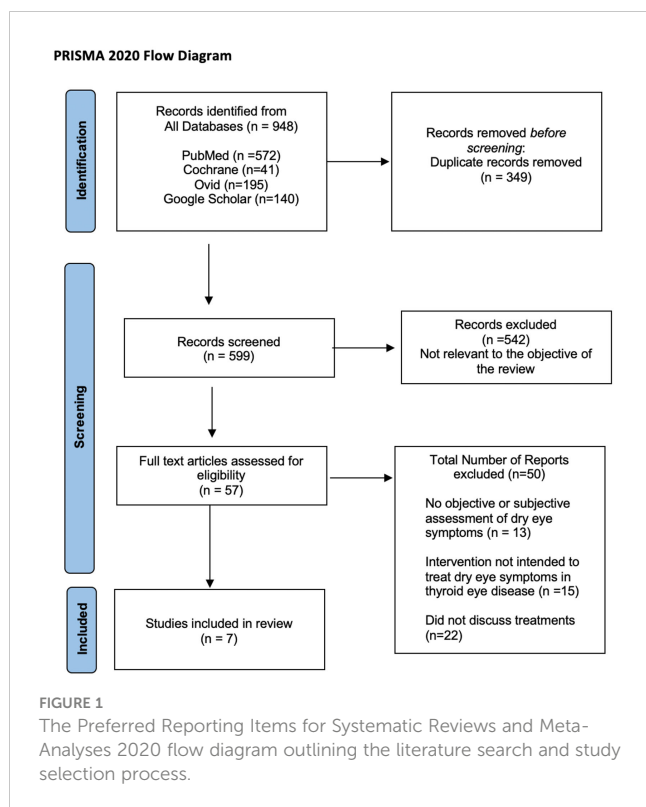 PRISMA 2020 Flow Diagram
Identification
Records identified from
All Databases (n = 948)
PubMed (n =572)
Cochrane (n=41)
Ovid (n=195)
Google Scholar (n=140)
Records removed before
screening:
Duplicate records removed
(n = 349)
Screening
Records screened
(n = 599)
Records excluded
(n =542)
Not relevant to the objective of
the review
Full text articles assessed for
eligibility
(n = 57)
Total Number of Reports
excluded (n=50)
No objective or subjective
assessment of dry eye
symptoms (n = 13)
Intervention not intended to
treat dry eye symptoms in
thyroid eye disease (n =15)
Did not discuss treatments
(n=22)
Included
Studies included in review
(n = 7)
FIGURE 1
The Preferred Reporting Items for Systematic Reviews and Meta-
Analyses 2020 flow diagram outlining the literature search and study
selection process.